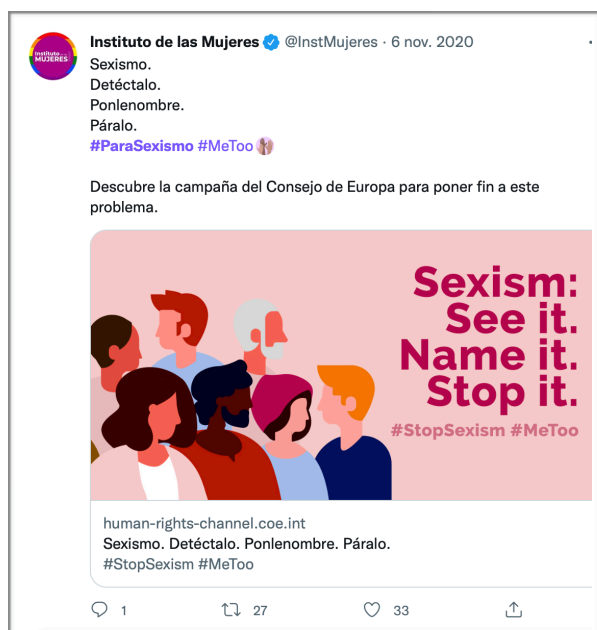 Instituto de las Mujeres @InstMujeres · 6 nov. 2020
Instituto
MUJERES
Sexismo.
Detéctalo.
Ponlenombre.
Páralo.
#ParaSexismo #MeToo
Descubre la campaña del Consejo de Europa para poner fin a este
problema.
Sexism:
See it.
Name it.
Stop it.
#StopSexism #MeToo
human-rights-channel.coe.int
Sexismo. Detéctalo. Ponlenombre. Páralo.
#StopSexism #MeToo
1 27 33